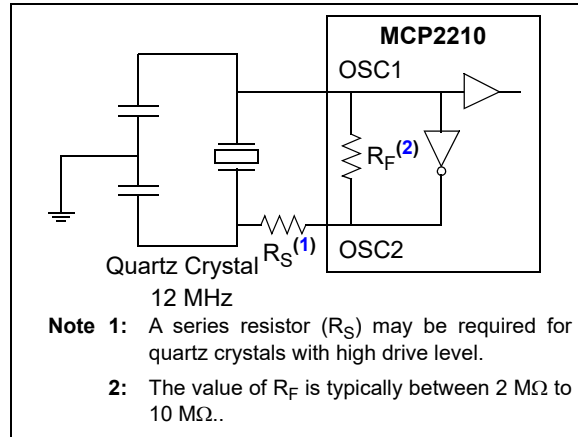 MCP2210
OSC1
RF(2)
RS(1)
OSC2
Quartz Crystal
12 MHz
Note 1: A series resistor (RS) may be required for
quartz crystals with high drive level.
2: The value of RF is typically between 2 MΩ to
10 MΩ..